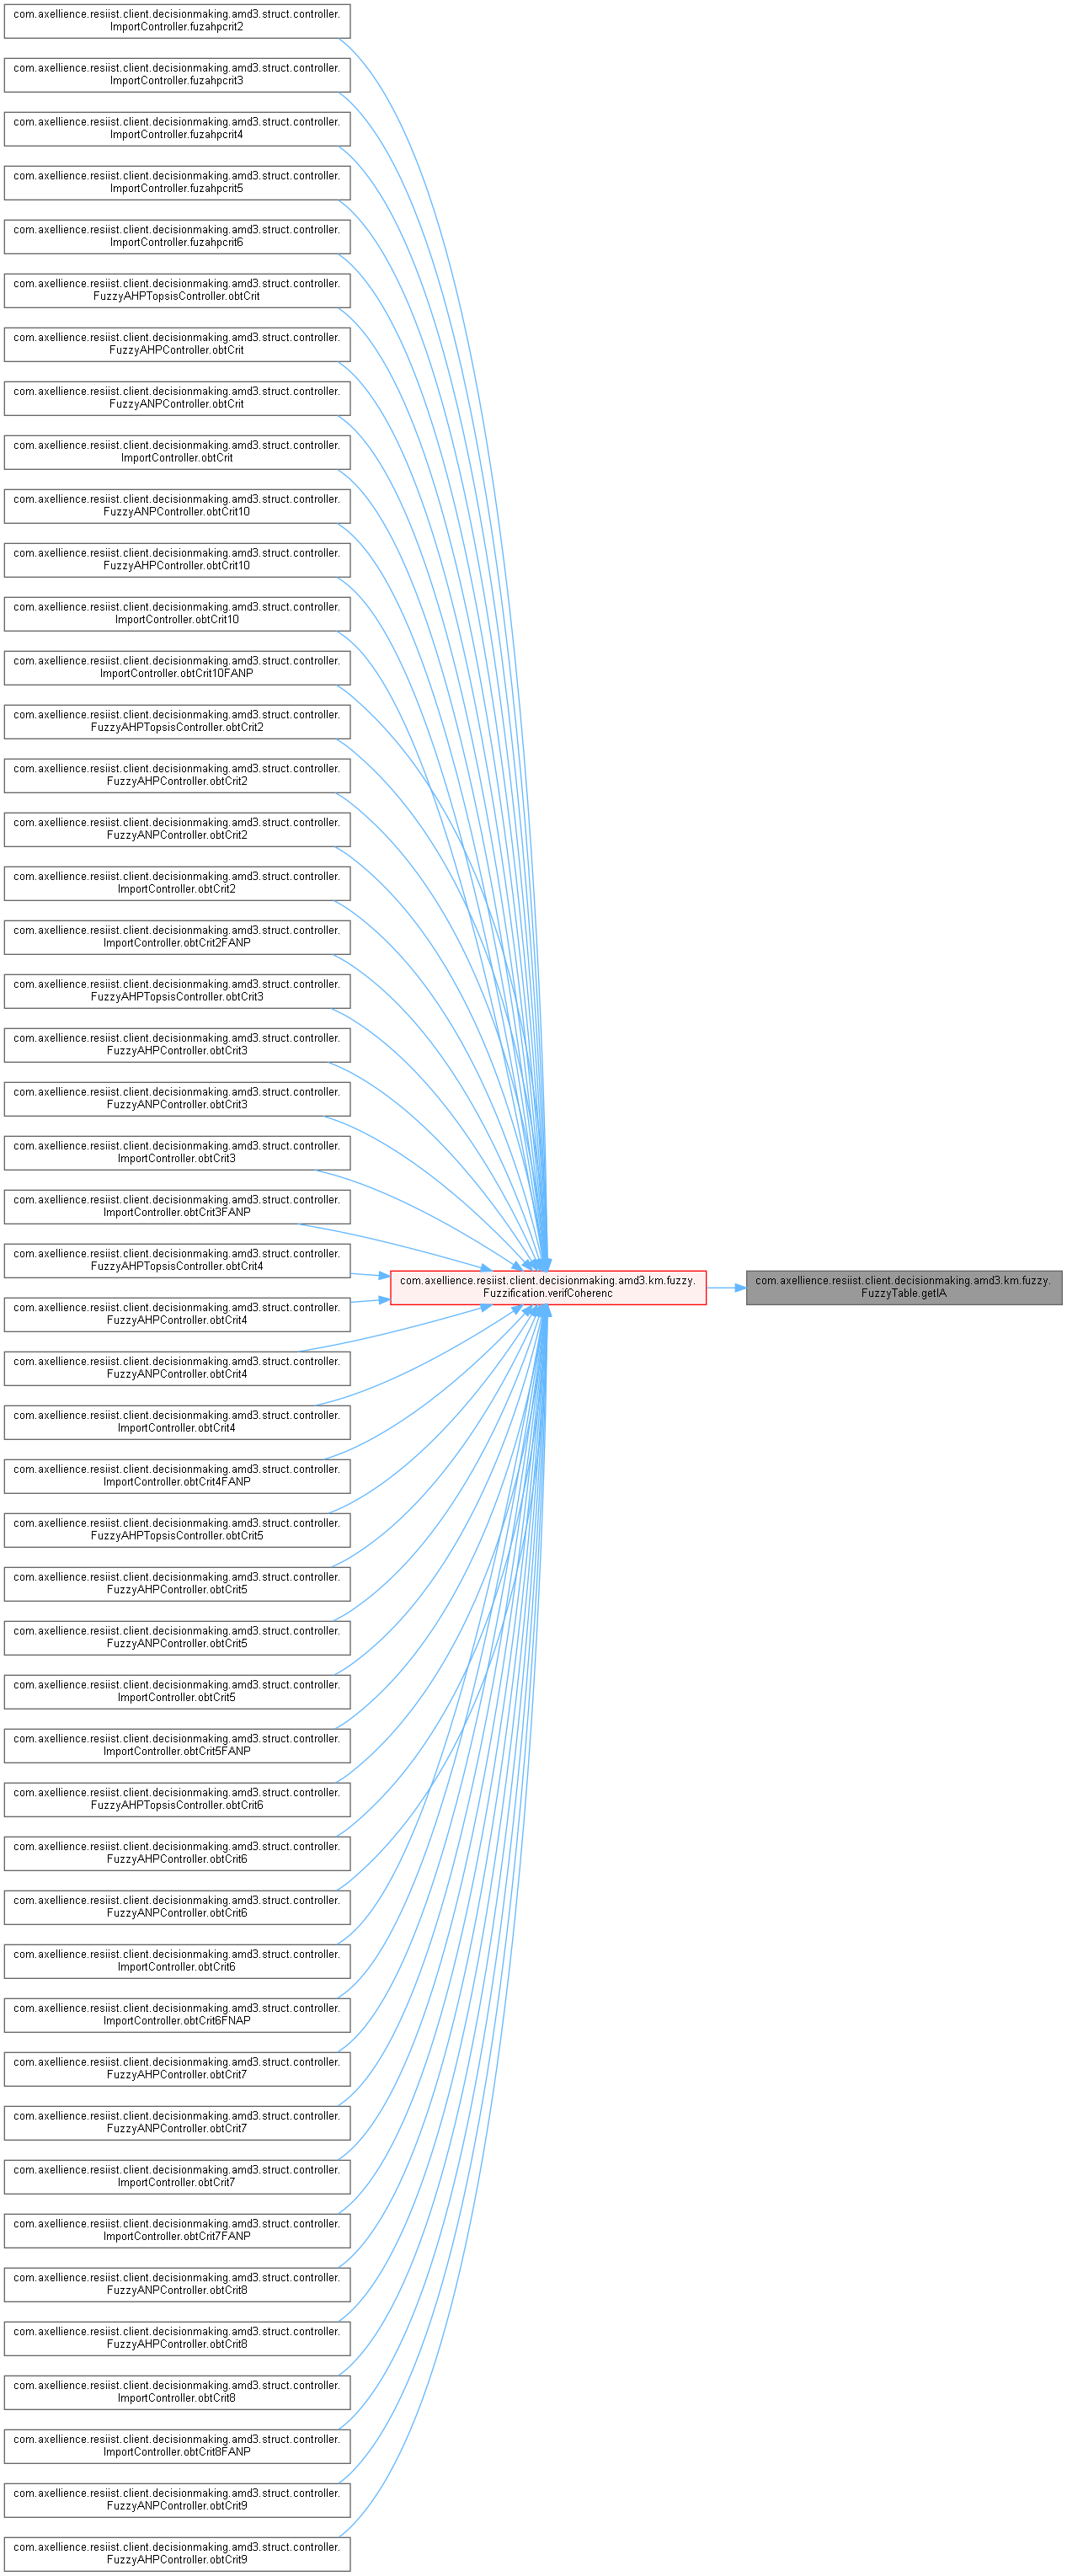 com.axellience.resiist.client.decisionmaking.amd3.struct.controller.
ImportController.fuzahpcrit2
com.axellience.resiist.client.decisionmaking.amd3.struct.controller.
ImportController.fuzahpcrit3
com.axellience.resiist.client.decisionmaking.amd3.struct.controller.
ImportController.fuzahpcrit4
com.axellience.resiist.client.decisionmaking.amd3.struct.controller.
ImportController.fuzahpcrit5
com.axellience.resiist.client.decisionmaking.amd3.struct.controller.
ImportController.fuzahpcrit6
com.axellience.resiist.client.decisionmaking.amd3.struct.controller.
FuzzyAHPTopsisController.obtCrit
com.axellience.resiist.client.decisionmaking.amd3.struct.controller.
FuzzyAHPController.obtCrit
com.axellience.resiist.client.decisionmaking.amd3.struct.controller.
FuzzyANPController.obtCrit
com.axellience.resiist.client.decisionmaking.amd3.struct.controller.
ImportController.obtCrit
com.axellience.resiist.client.decisionmaking.amd3.struct.controller.
FuzzyANPController.obtCrit10
com.axellience.resiist.client.decisionmaking.amd3.struct.controller.
FuzzyAHPController.obtCrit10
com.axellience.resiist.client.decisionmaking.amd3.struct.controller.
ImportController.obtCrit10
com.axellience.resiist.client.decisionmaking.amd3.struct.controller.
ImportController.obtCrit10FANP
com.axellience.resiist.client.decisionmaking.amd3.struct.controller.
FuzzyAHPTopsisController.obtCrit2
com.axellience.resiist.client.decisionmaking.amd3.struct.controller.
FuzzyAHPController.obtCrit2
com.axellience.resiist.client.decisionmaking.amd3.struct.controller.
FuzzyANPController.obtCrit2
com.axellience.resiist.client.decisionmaking.amd3.struct.controller.
ImportController.obtCrit2
com.axellience.resiist.client.decisionmaking.amd3.struct.controller.
ImportController.obtCrit2FANP
com.axellience.resiist.client.decisionmaking.amd3.struct.controller.
FuzzyAHPTopsisController.obtCrit3
com.axellience.resiist.client.decisionmaking.amd3.struct.controller.
FuzzyAHPController.obtCrit3
com.axellience.resiist.client.decisionmaking.amd3.struct.controller.
FuzzyANPController.obtCrit3
com.axellience.resiist.client.decisionmaking.amd3.struct.controller.
ImportController.obtCrit3
com.axellience.resiist.client.decisionmaking.amd3.struct.controller.
ImportController.obtCrit3FANP
com.axellience.resiist.client.decisionmaking.amd3.struct.controller.
FuzzyAHPTopsisController.obtCrit4
com.axellience.resiist.client.decisionmaking.amd3.struct.controller.
FuzzyAHPController.obtCrit4
com.axellience.resiist.client.decisionmaking.amd3.struct.controller.
FuzzyANPController.obtCrit4
com.axellience.resiist.client.decisionmaking.amd3.struct.controller.
ImportController.obtCrit4
com.axellience.resiist.client.decisionmaking.amd3.struct.controller.
ImportController.obtCrit4FANP
com.axellience.resiist.client.decisionmaking.amd3.struct.controller.
FuzzyAHPTopsisController.obtCrit5
com.axellience.resiist.client.decisionmaking.amd3.struct.controller.
FuzzyAHPController.obtCrit5
com.axellience.resiist.client.decisionmaking.amd3.struct.controller.
FuzzyANPController.obtCrit5
com.axellience.resiist.client.decisionmaking.amd3.struct.controller.
ImportController.obtCrit5
com.axellience.resiist.client.decisionmaking.amd3.struct.controller.
ImportController.obtCrit5FANP
com.axellience.resiist.client.decisionmaking.amd3.struct.controller.
FuzzyAHPTopsisController.obtCrit6
com.axellience.resiist.client.decisionmaking.amd3.struct.controller.
FuzzyAHPController.obtCrit6
com.axellience.resiist.client.decisionmaking.amd3.struct.controller.
FuzzyANPController.obtCrit6
com.axellience.resiist.client.decisionmaking.amd3.struct.controller.
ImportController.obtCrit6
com.axellience.resiist.client.decisionmaking.amd3.struct.controller.
ImportController.obtCrit6FNAP
com.axellience.resiist.client.decisionmaking.amd3.struct.controller.
FuzzyAHPController.obtCrit7
com.axellience.resiist.client.decisionmaking.amd3.struct.controller.
FuzzyANPController.obtCrit7
com.axellience.resiist.client.decisionmaking.amd3.struct.controller.
ImportController.obtCrit7
com.axellience.resiist.client.decisionmaking.amd3.struct.controller.
ImportController.obtCrit7FANP
com.axellience.resiist.client.decisionmaking.amd3.struct.controller.
FuzzyANPController.obtCrit8
com.axellience.resiist.client.decisionmaking.amd3.struct.controller.
FuzzyAHPController.obtCrit8
com.axellience.resiist.client.decisionmaking.amd3.struct.controller.
ImportController.obtCrit8
com.axellience.resiist.client.decisionmaking.amd3.struct.controller.
ImportController.obtCrit8FANP
com.axellience.resiist.client.decisionmaking.amd3.struct.controller.
FuzzyANPController.obtCrit9
com.axellience.resiist.client.decisionmaking.amd3.struct.controller.
FuzzyAHPController.obtCrit9
com.axellience.resiist.client.decisionmaking.amd3.km.fuzzy.
Fuzzification.verifCoherenc
com.axellience.resiist.client.decisionmaking.amd3.km.fuzzy.
FuzzyTable.getIA